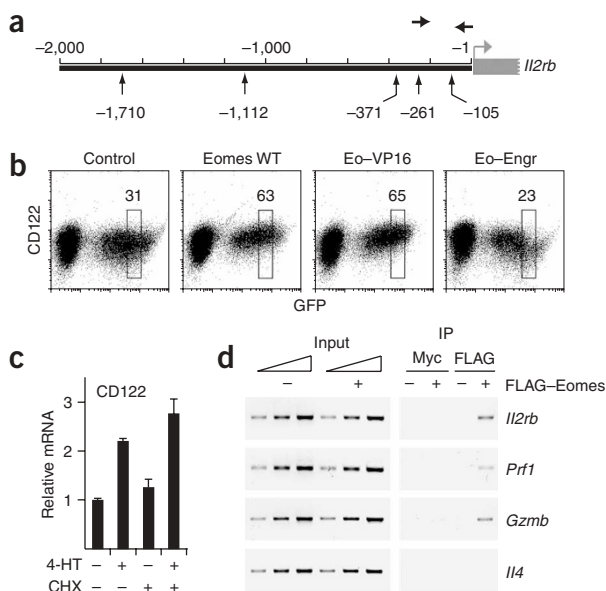 a
–2,000 –1,000 –1
Il2rb
–1,710 –1,112 –371 –261 –105
b
Control Eomes WT Eo–VP16 Eo–Engr
31 63 65 23
CD122
GFP
c
CD122
Relative mRNA
3
2
1
4-HT – + – +
CHX – – + +
d
Input IP
Myc FLAG
– + – + – + FLAG–Eomes
Il2rb
Prf1
Gzmb
Il4